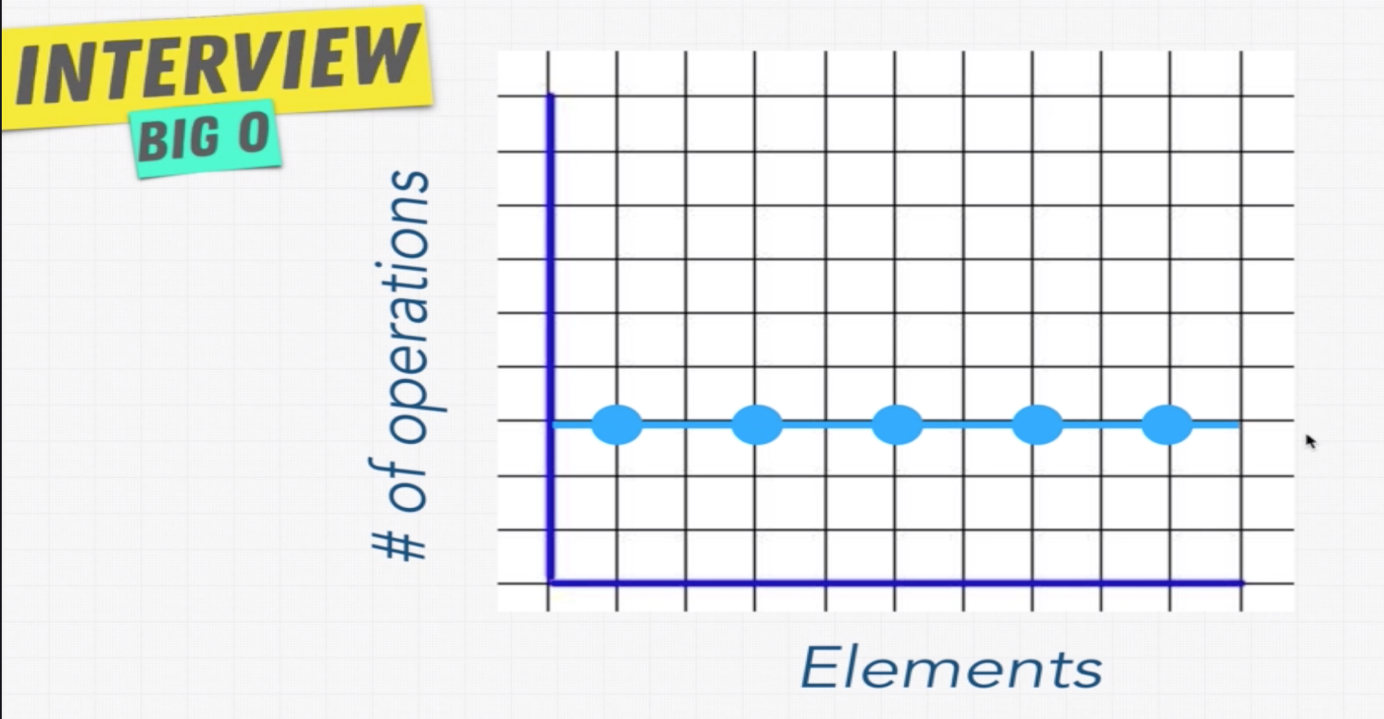 INTERVIEW
BIG O
# of operations
Elements